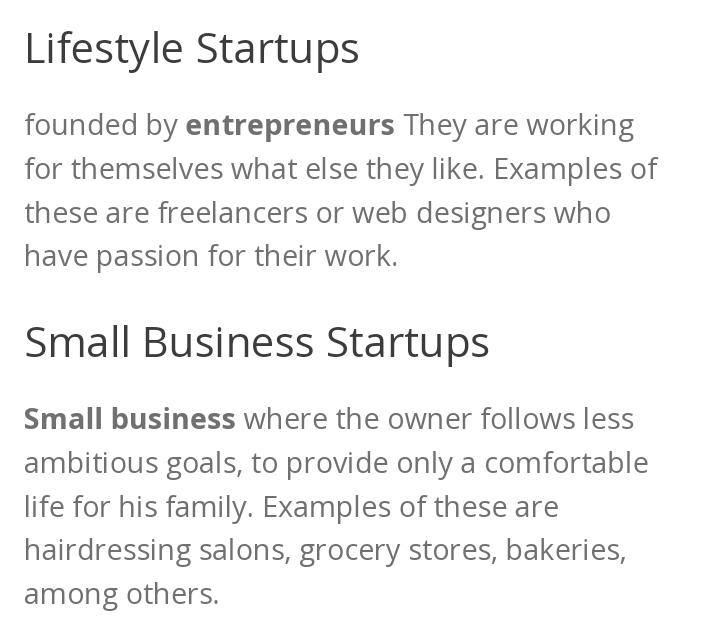 Lifestyle Startups
founded by entrepreneurs They are working
for themselves what else they like. Examples of
these are freelancers or web designers who
have passion for their work.
Small Business Startups
Small business where the owner follows less
ambitious goals, to provide only a comfortable
life for his family. Examples of these are
hairdressing salons, grocery stores, bakeries,
among others.